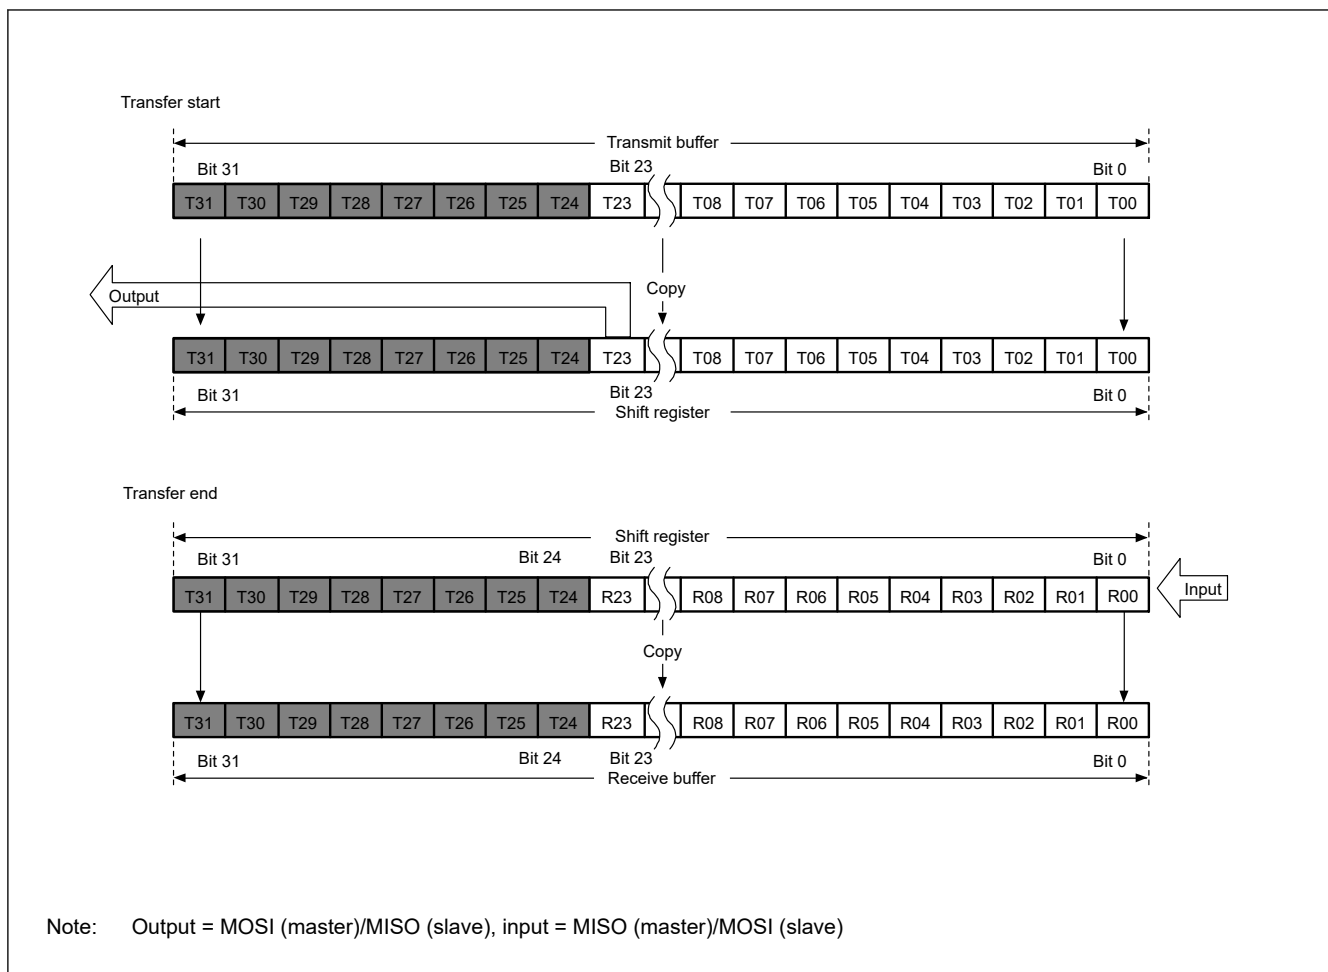 Transfer start
Transmit buffer
Bit 31 Bit 23 Bit 0
T31 T30 T29 T28 T27 T26 T25 T24 T23 T08 T07 T06 T05 T04 T03 T02 T01 T00
Output Copy
T31 T30 T29 T28 T27 T26 T25 T24 T23 T08 T07 T06 T05 T04 T03 T02 T01 T00
Bit 31 Bit 23 Bit 0
Shift register
Transfer end
Shift register
Bit 31 Bit 24 Bit 23 Bit 0
T31 T30 T29 T28 T27 T26 T25 T24 R23 R08 R07 R06 R05 R04 R03 R02 R01 R00 Input
Copy
T31 T30 T29 T28 T27 T26 T25 T24 R23 R08 R07 R06 R05 R04 R03 R02 R01 R00
Bit 31 Bit 24 Bit 23 Bit 0
Receive buffer
Note: Output = MOSI (master)/MISO (slave), input = MISO (master)/MOSI (slave)